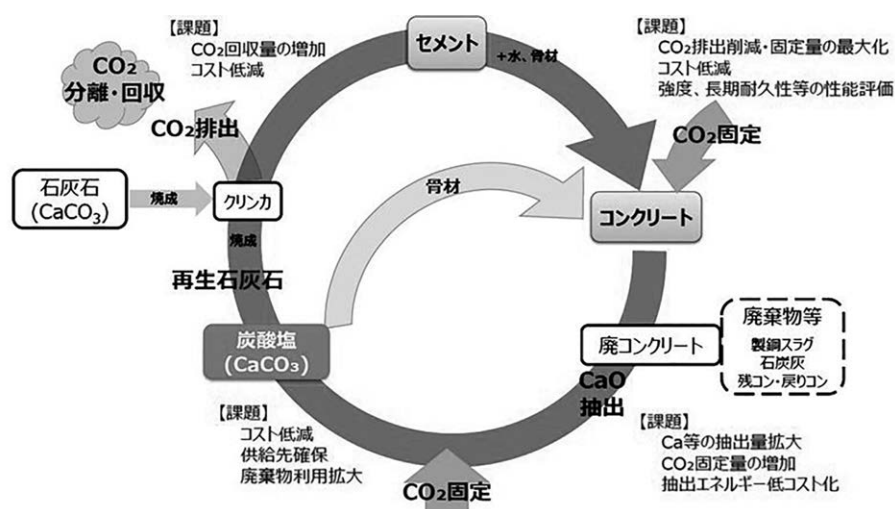 【課題】
CO₂回収量の増加
コスト低減
CO₂
分離・回収
CO₂排出
石灰石
(CaCO₃)
焼成
クリンカ
焼成
再生石灰石
セメント
+水、骨材
【課題】
CO₂排出削減・固定量の最大化
コスト低減
強度、長期耐久性等の性能評価
CO₂固定
骨材
コンクリート
炭酸塩
(CaCO₃)
【課題】
コスト低減
供給先確保
廃棄物利用拡大
CO₂固定
廃コンクリート
CaO
抽出
廃棄物等
製鋼スラグ
石炭灰
残コン・戻りコン
【課題】
Ca等の抽出量拡大
CO₂固定量の増加
抽出エネルギー低コスト化